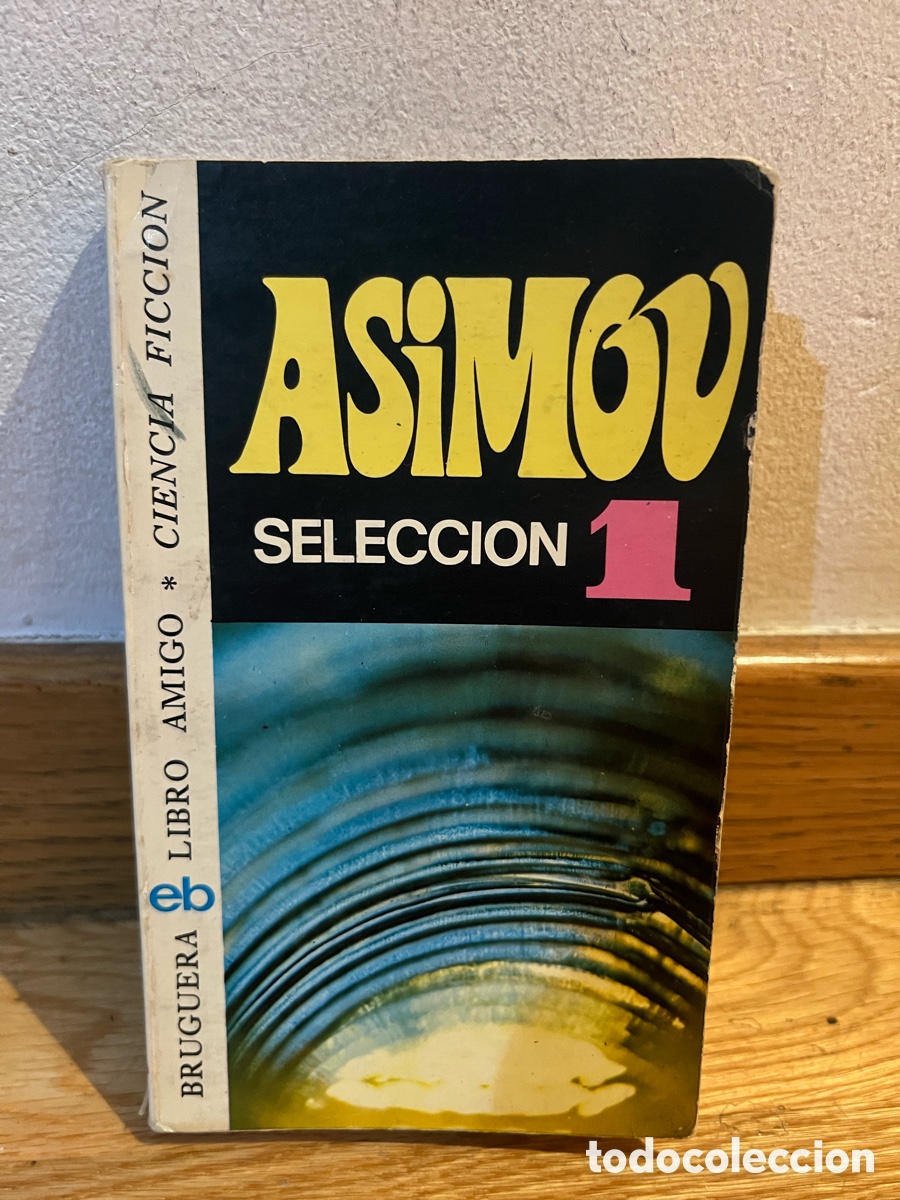 ASiMOV
SELECCION 1
BRUGUERA eb LIBRO AMIGO * CIENCIA FICCION
todocoleccion